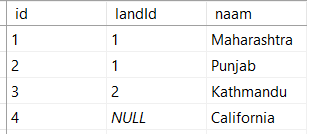 id landId naam
1 1 Maharashtra
2 1 Punjab
3 2 Kathmandu
4 NULL California